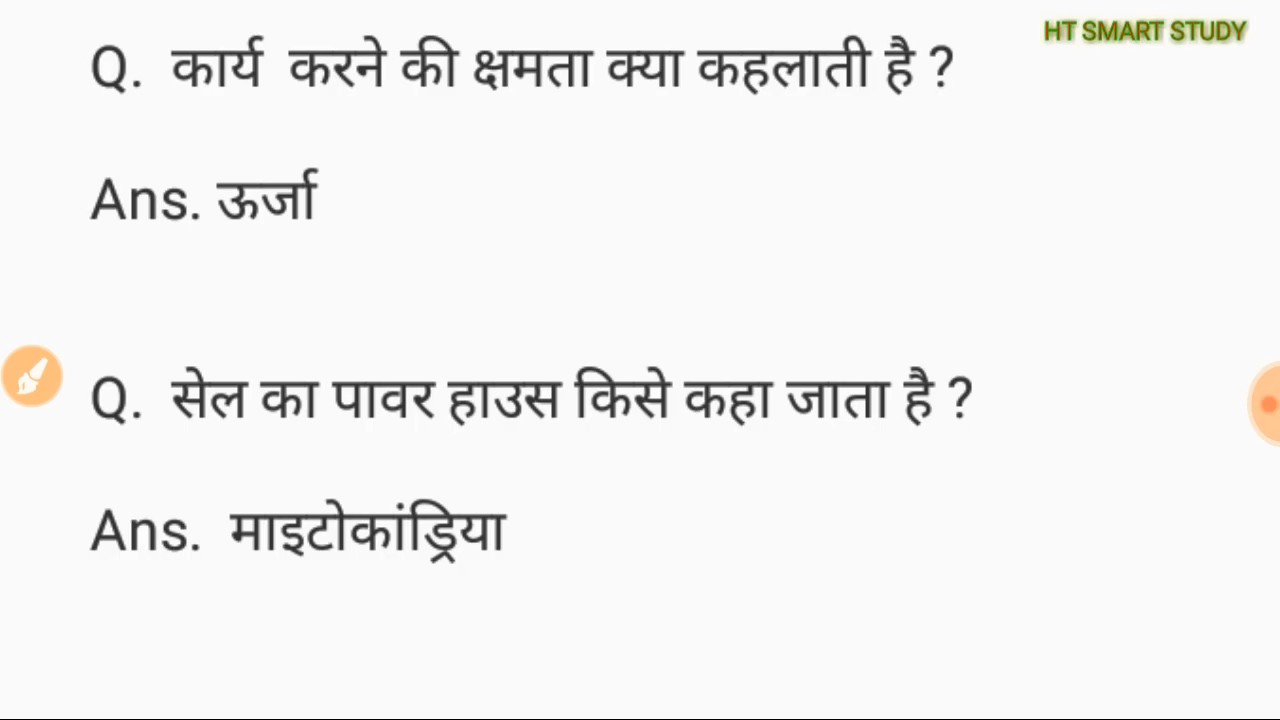 HT SMART STUDY
Q. कार्य करने की क्षमता क्या कहलाती है ?
Ans. ऊर्जा
Q. सेल का पावर हाउस किसे कहा जाता है ?
Ans. माइटोकांड्रिया